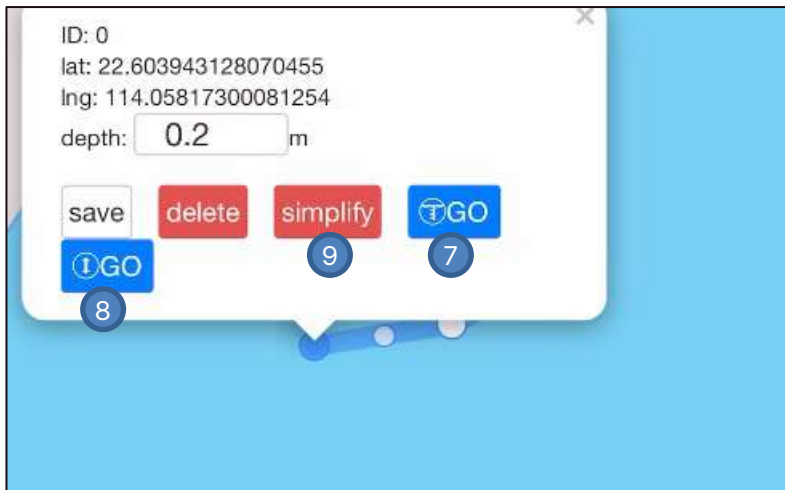 ×
ID: 0
lat: 22.603943128070455
lng: 114.05817300081254
depth: 0.2 m
save delete simplify GO
9 7
GO
8